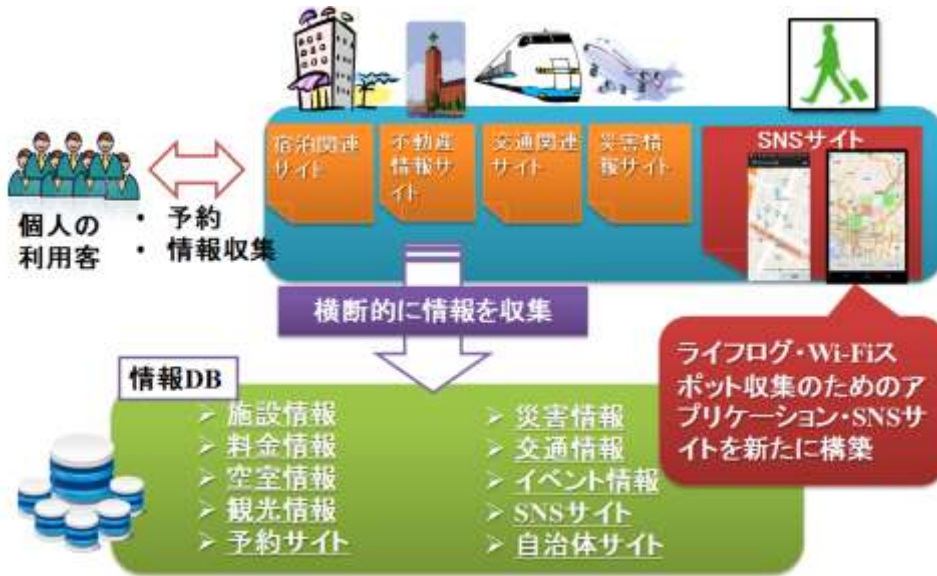 宿泊関連
サイト
不動産
情報サイ
ト
交通関連
サイト
災害情
報サイト
SNSサイト
個人の
利用客
・ 予約
・ 情報収集
横断的に情報を収集
ライフログ・Wi-Fiス
ポット収集のためのア
プリケーション・SNSサ
イトを新たに構築
情報DB
➢ 施設情報
➢ 料金情報
➢ 空室情報
➢ 観光情報
➢ 予約サイト
➢ 災害情報
➢ 交通情報
➢ イベント情報
➢ SNSサイト
➢ 自治体サイト